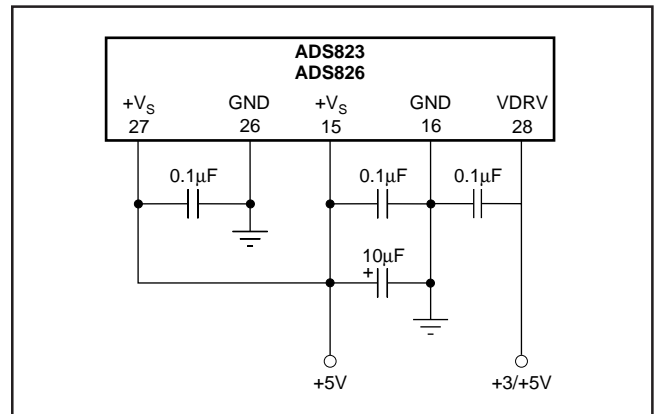 ADS823
ADS826
+VS GND +VS GND VDRV
27 26 15 16 28
0.1µF 0.1µF 0.1µF
10µF
+
+5V +3/+5V